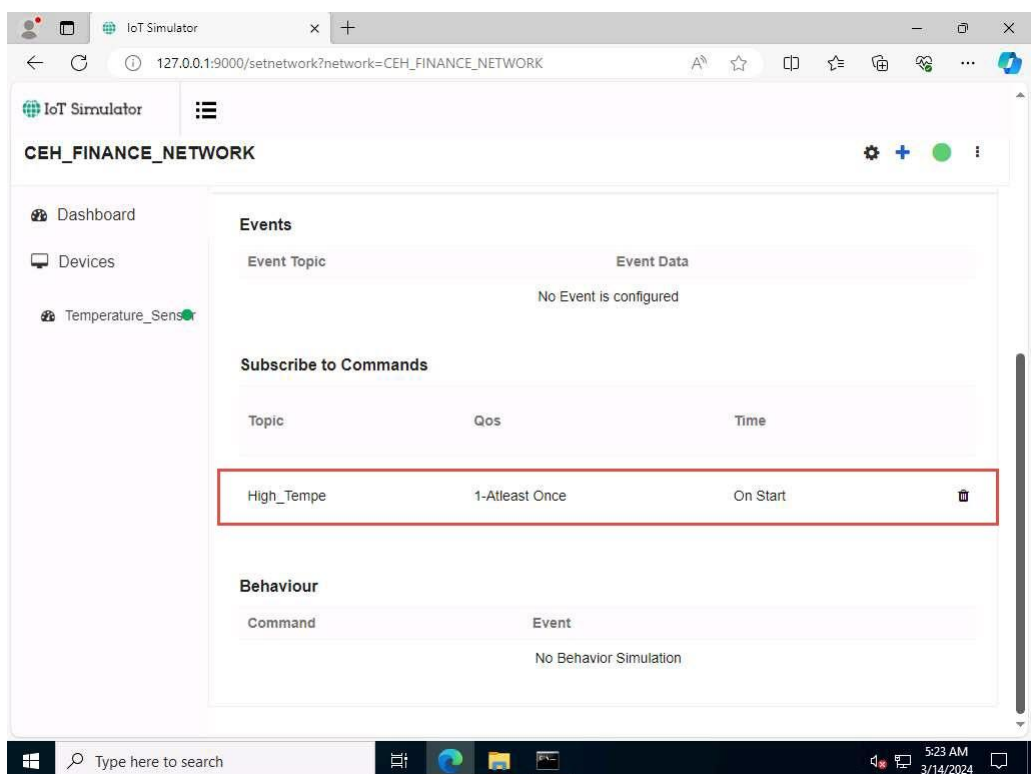 IoT Simulator
127.0.0.1:9000/setnetwork?network=CEH_FINANCE_NETWORK
IoT Simulator
CEH_FINANCE_NETWORK
Dashboard
Devices
Temperature_Sensor
Events
Event Topic Event Data
No Event is configured
Subscribe to Commands
Topic Qos Time
High_Tempe 1-Atleast Once On Start
Behaviour
Command Event
No Behavior Simulation
Type here to search
5:23 AM
3/14/2024